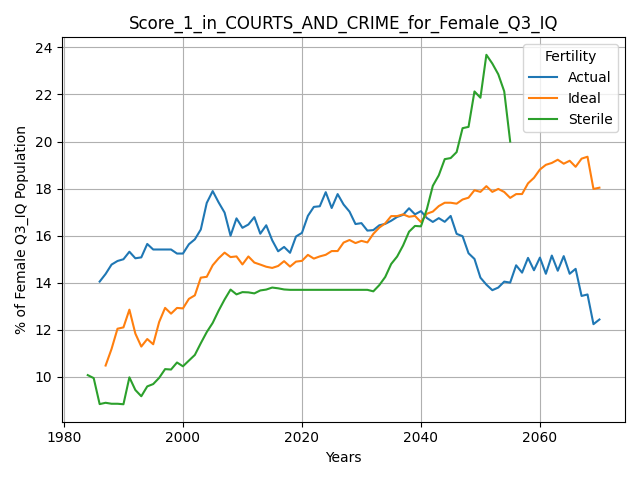 Score_1_in_COURTS_AND_CRIME_for_Female_Q3_IQ
% of Female Q3_IQ Population
24
22
20
18
16
14
12
10
Fertility
Actual
Ideal
Sterile
1980
2000
2020
2040
2060
Years